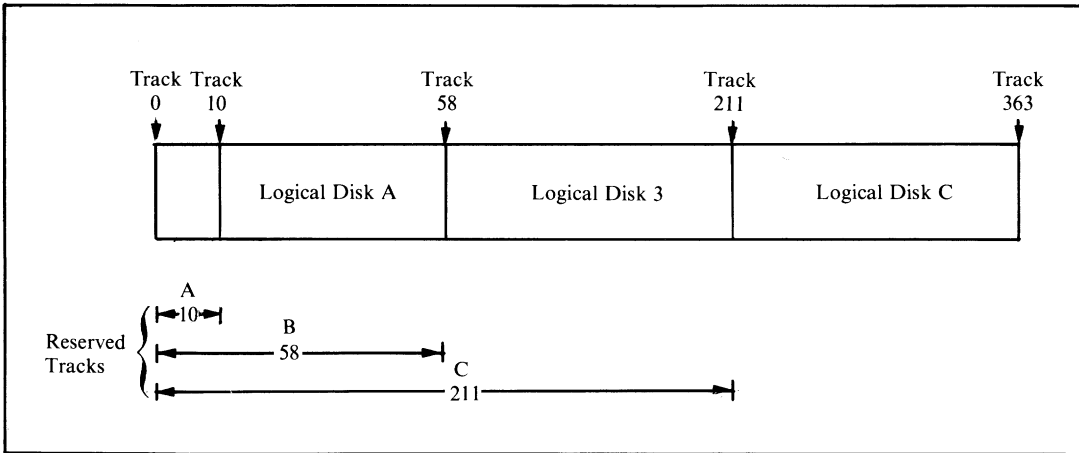 Track Track Track Track Track
0 10 58 211 363
Logical Disk A Logical Disk 3 Logical Disk C
A
10
B
Reserved
58
Tracks
C
211